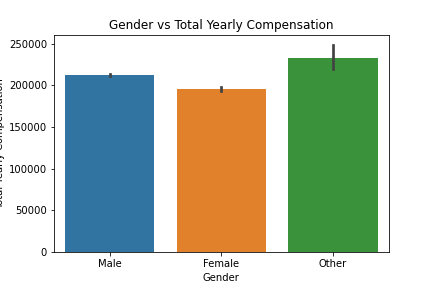 Gender vs Total Yearly Compensation
250000
200000
150000
100000
50000
0
Yearly Compensation
Male Female Other
Gender